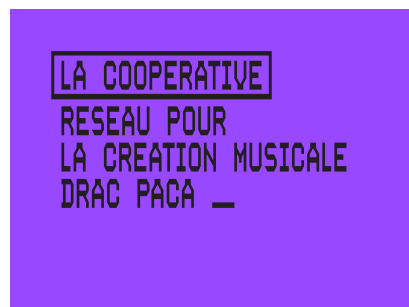 LA COOPERATIVE
RESEAU POUR
LA CREATION MUSICALE
DRAC PACA _